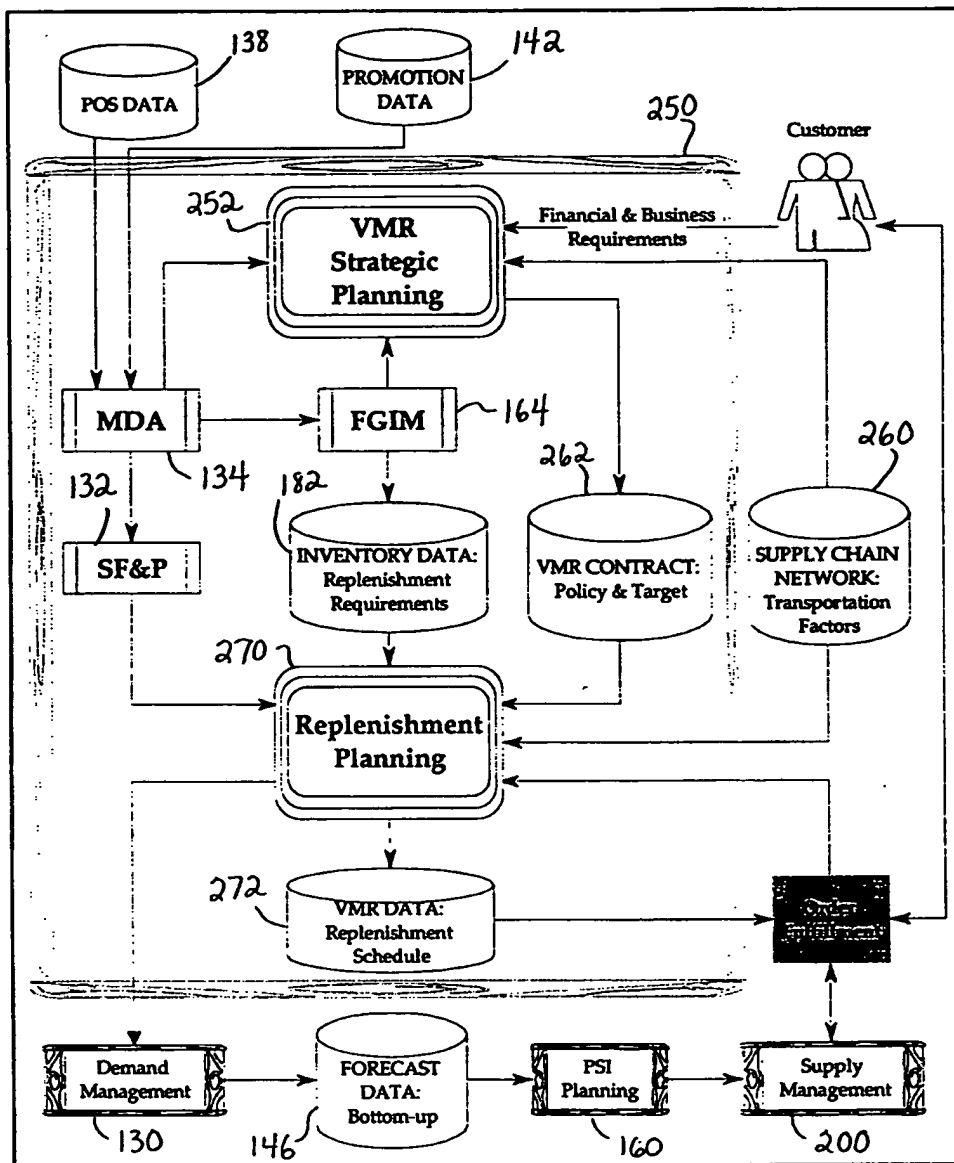 138
142
POS DATA
PROMOTION
DATA
250
Customer
252
VMR
Strategic
Planning
Financial & Business
Requirements
MDA
FGIM
164
134
132
262
260
182
SF&P
INVENTORY DATA:
Replenishment
Requirements
VMR CONTRACT:
Policy & Target
SUPPLY CHAIN
NETWORK:
Transportation
Factors
270
Replenishment
Planning
272
VMR DATA:
Replenishment
Schedule
Order
Fulfillment
Demand
Management
FORECAST
DATA:
Bottom-up
PSI
Planning
Supply
Management
130
146
160
200